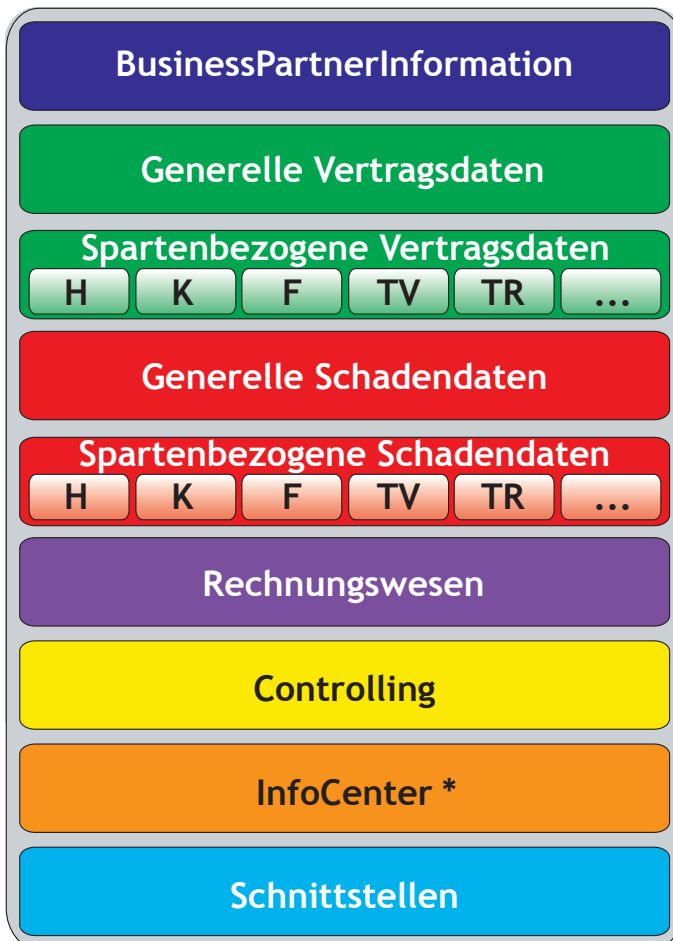 BusinessPartnerInformation
Generelle Vertragsdaten
Spartenbezogene Vertragsdaten
H K F TV TR ...
Generelle Schadendaten
Spartenbezogene Schadendaten
H K F TV TR ...
Rechnungswesen
Controlling
InfoCenter *
Schnittstellen